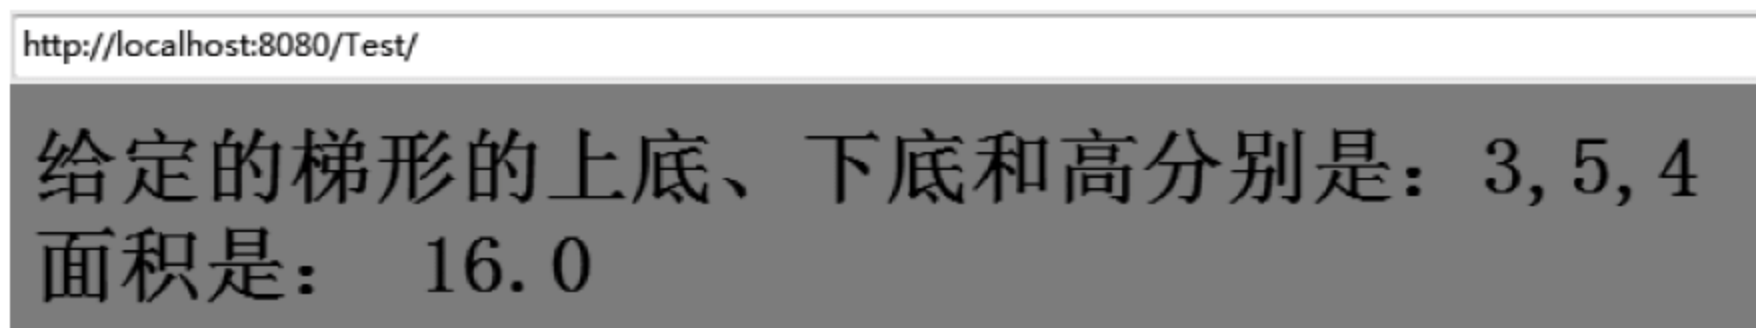 http://localhost:8080/Test/
给定的梯形的上底、下底和高分别是：3,5,4
面积是： 16.0